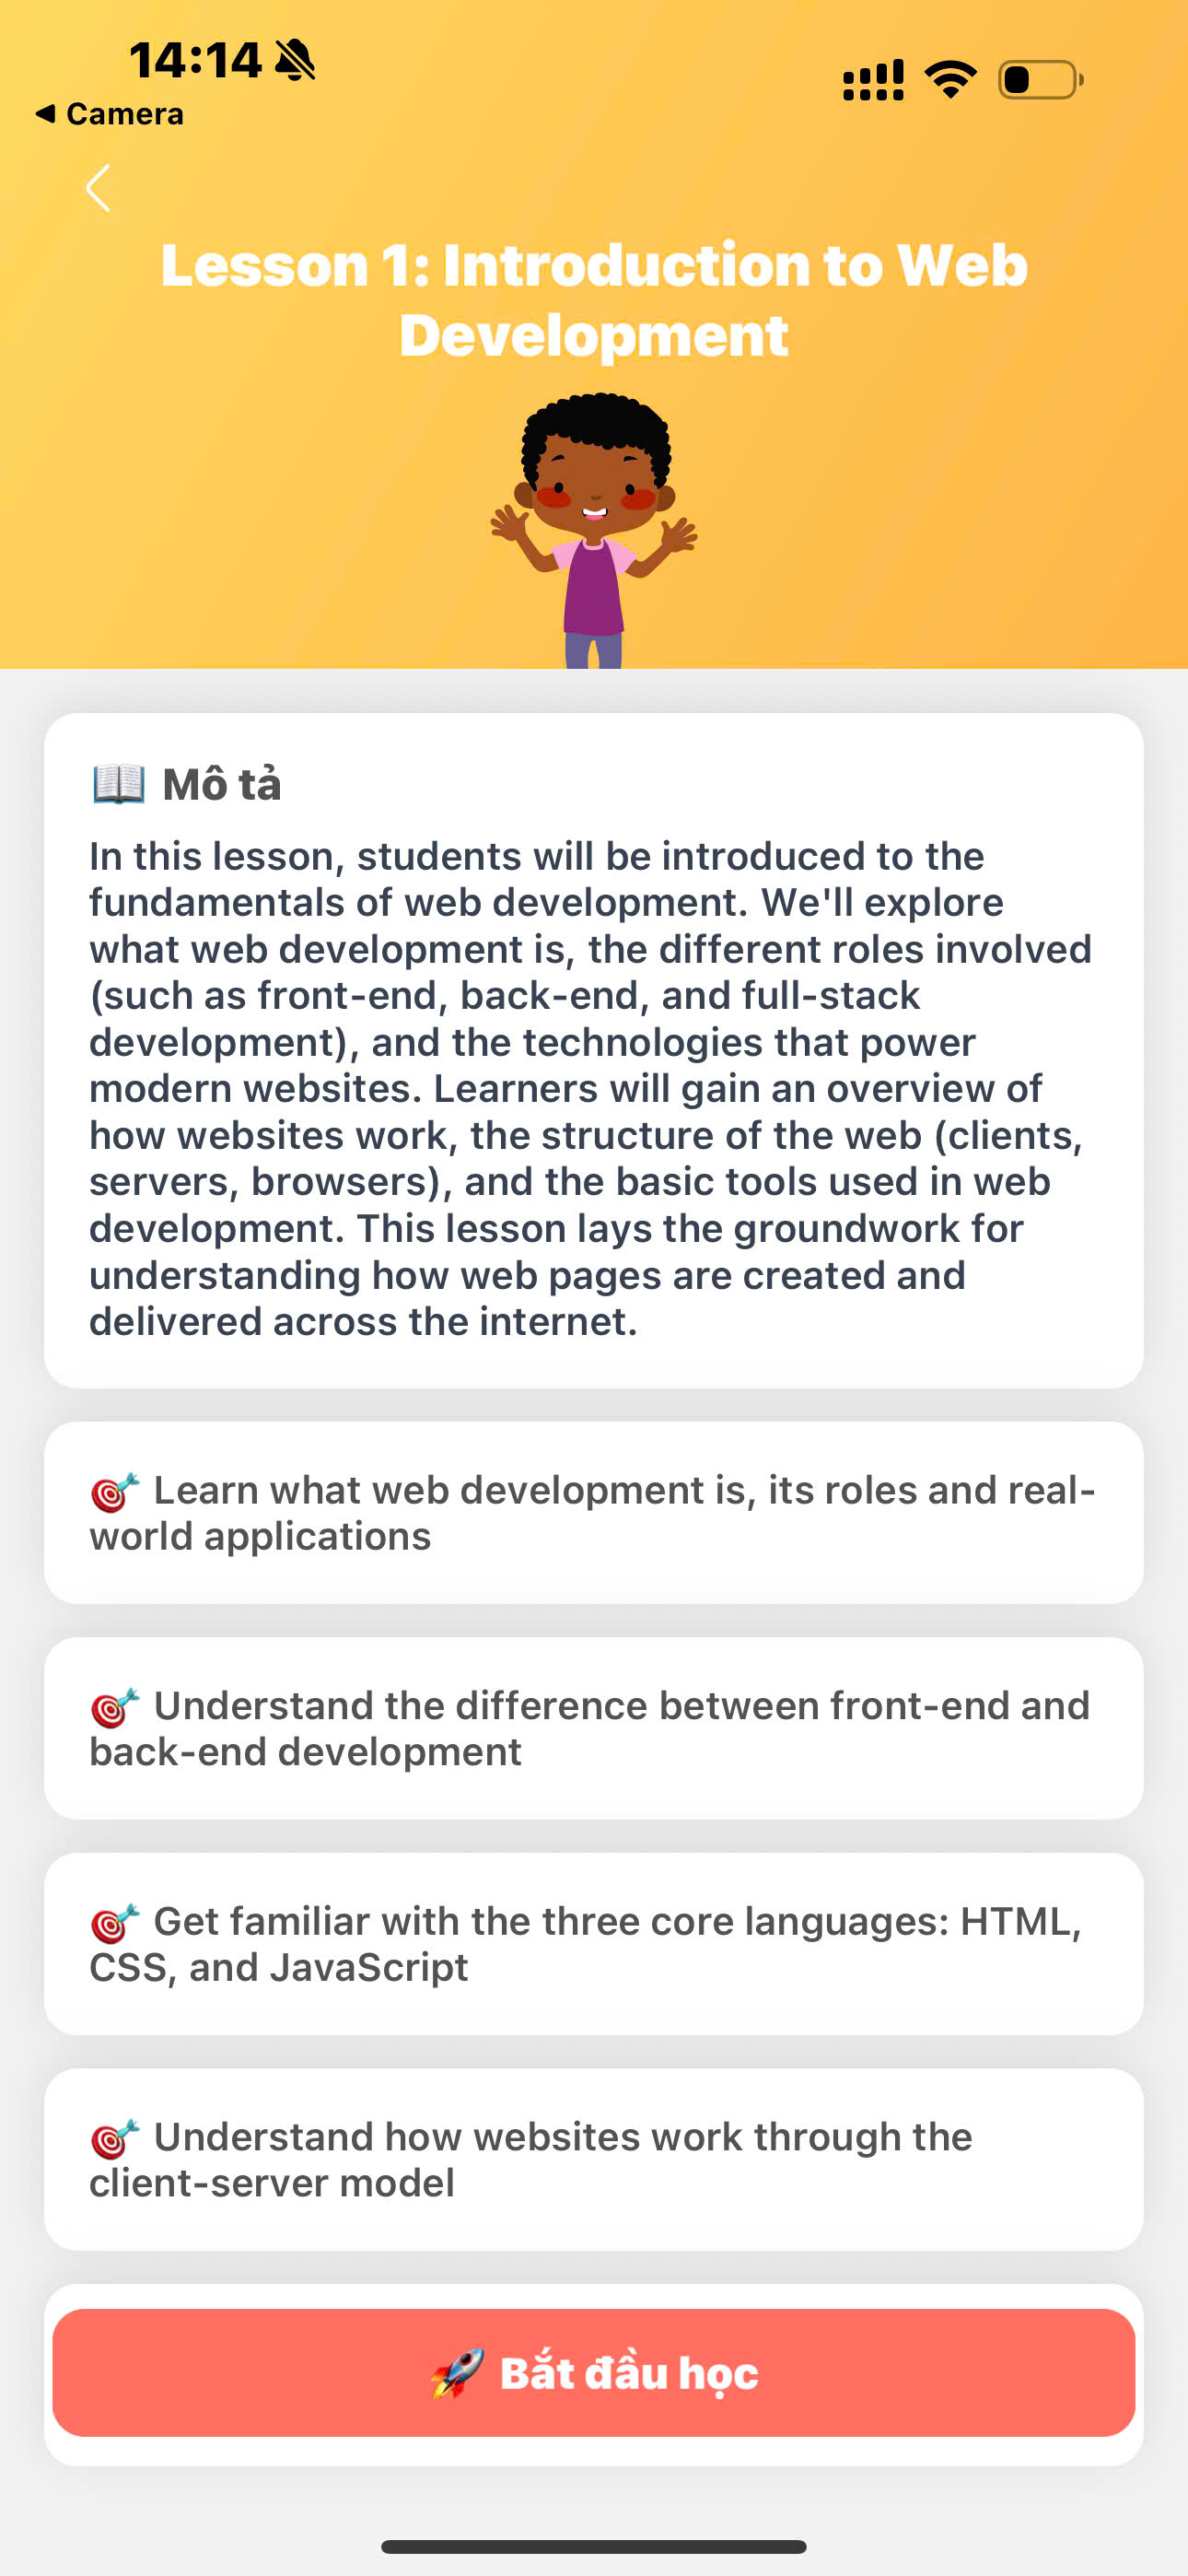 14:14
Camera
Lesson 1: Introduction to Web
Development
Mô tả
In this lesson, students will be introduced to the
fundamentals of web development. We'll explore
what web development is, the different roles involved
(such as front-end, back-end, and full-stack
development), and the technologies that power
modern websites. Learners will gain an overview of
how websites work, the structure of the web (clients,
servers, browsers), and the basic tools used in web
development. This lesson lays the groundwork for
understanding how web pages are created and
delivered across the internet.
Learn what web development is, its roles and real-
world applications
Understand the difference between front-end and
back-end development
Get familiar with the three core languages: HTML,
CSS, and JavaScript
Understand how websites work through the
client-server model
Bắt đầu học